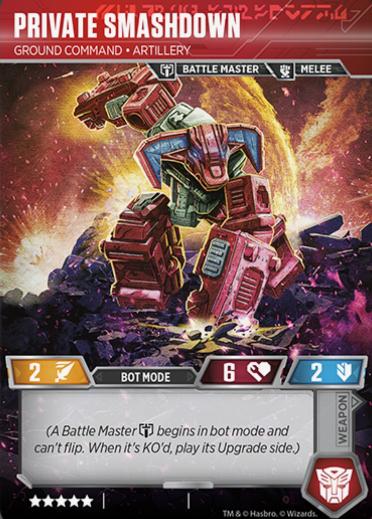 PRIVATE SMASHDOWN
GROUND COMMAND • ARTILLERY
BATTLE MASTER MELEE
2 BOT MODE 6 2
WEAPON
(A Battle Master begins in bot mode and
can't flip. When it's KO'd, play its Upgrade side.)
TM & © Hasbro. © Wizards.